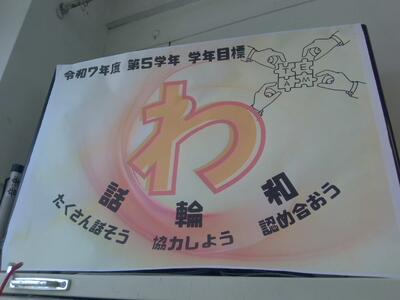 令和7年度 第5学年 学年目標
TEAM
わ
話 輪 和
たくさん話そう 協力しよう 認め合おう